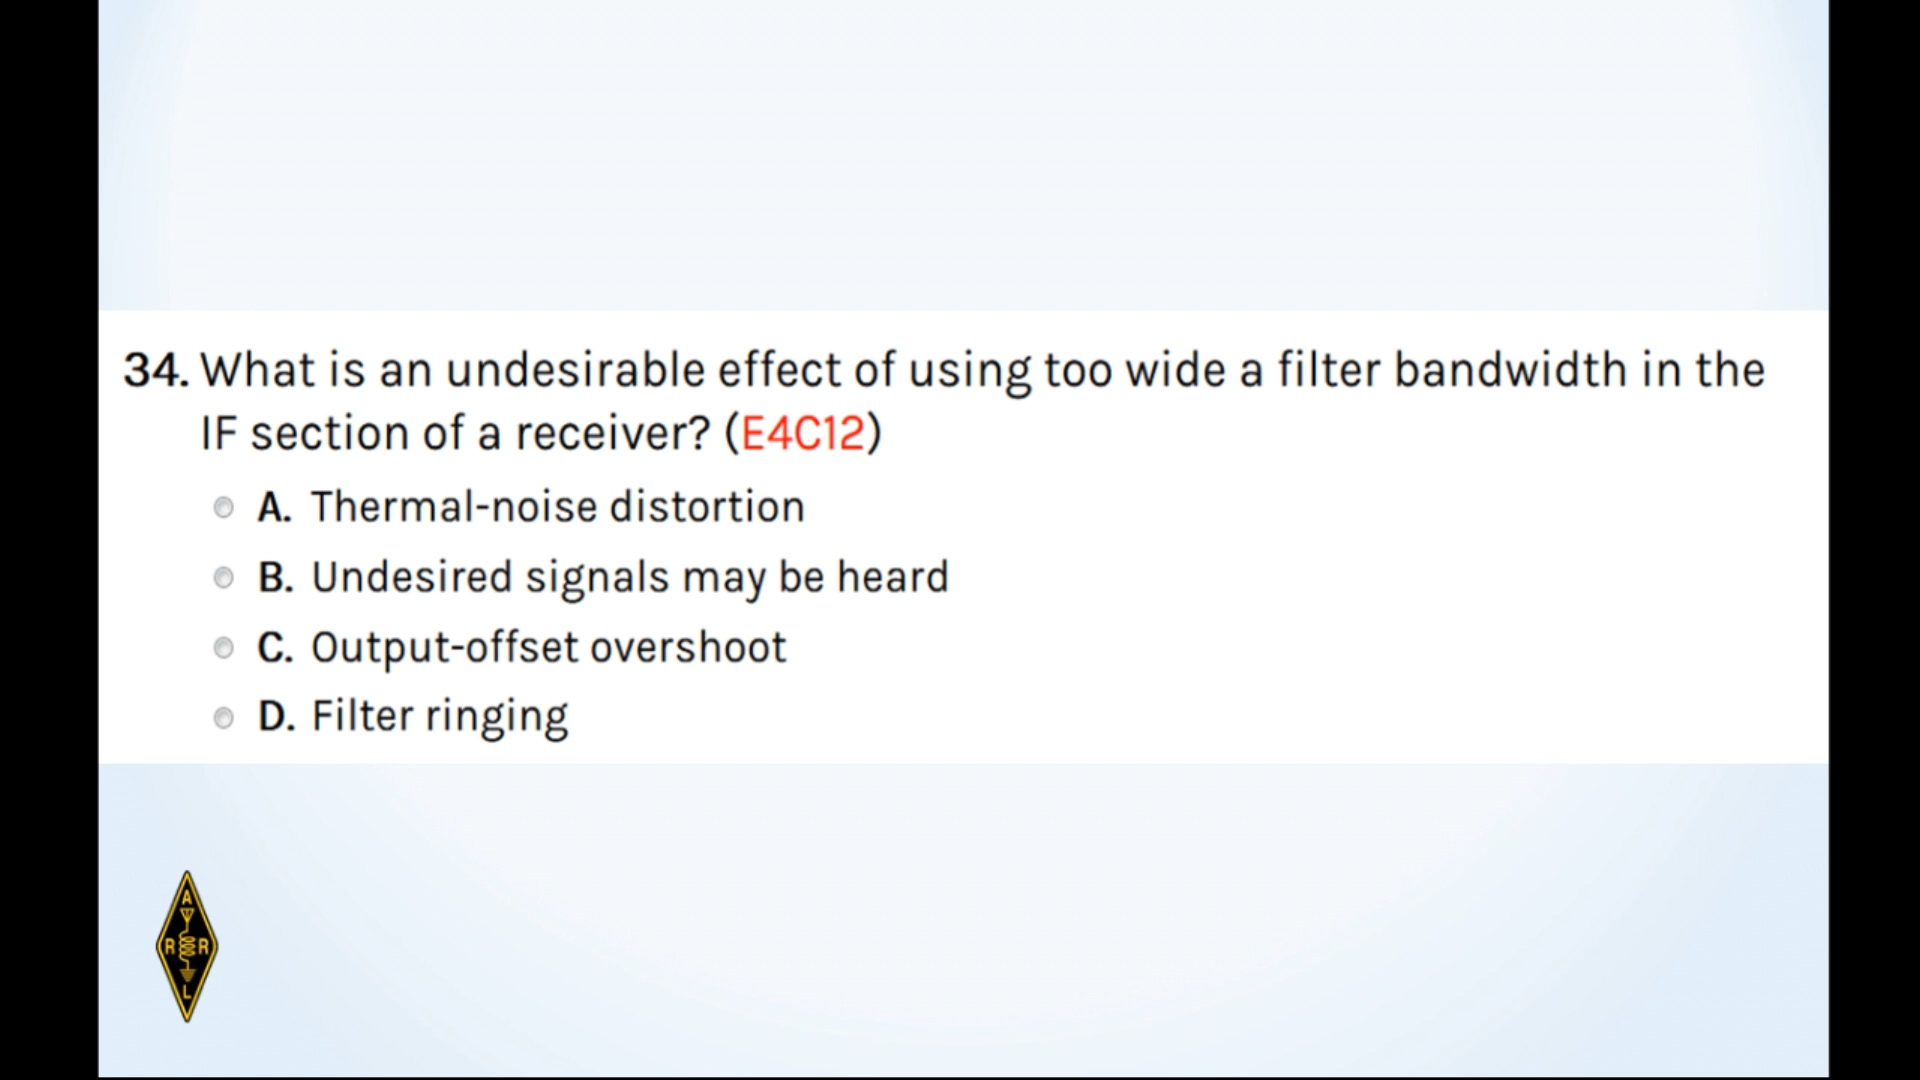 34. What is an undesirable effect of using too wide a filter bandwidth in the
IF section of a receiver? (E4C12)
A. Thermal-noise distortion
B. Undesired signals may be heard
C. Output-offset overshoot
D. Filter ringing
A
R R
L